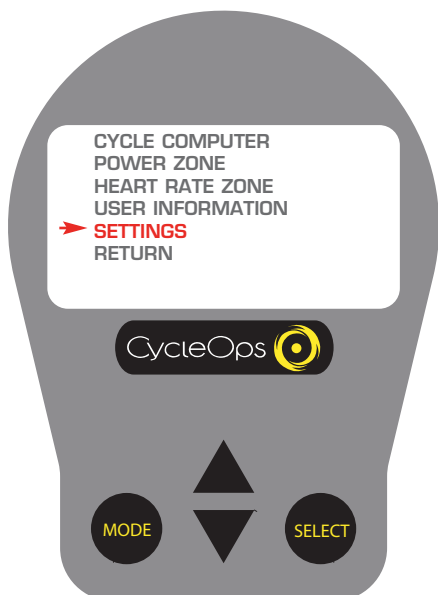 CYCLE COMPUTER
POWER ZONE
HEART RATE ZONE
USER INFORMATION
SETTINGS
RETURN
CycleOps
MODE
SELECT